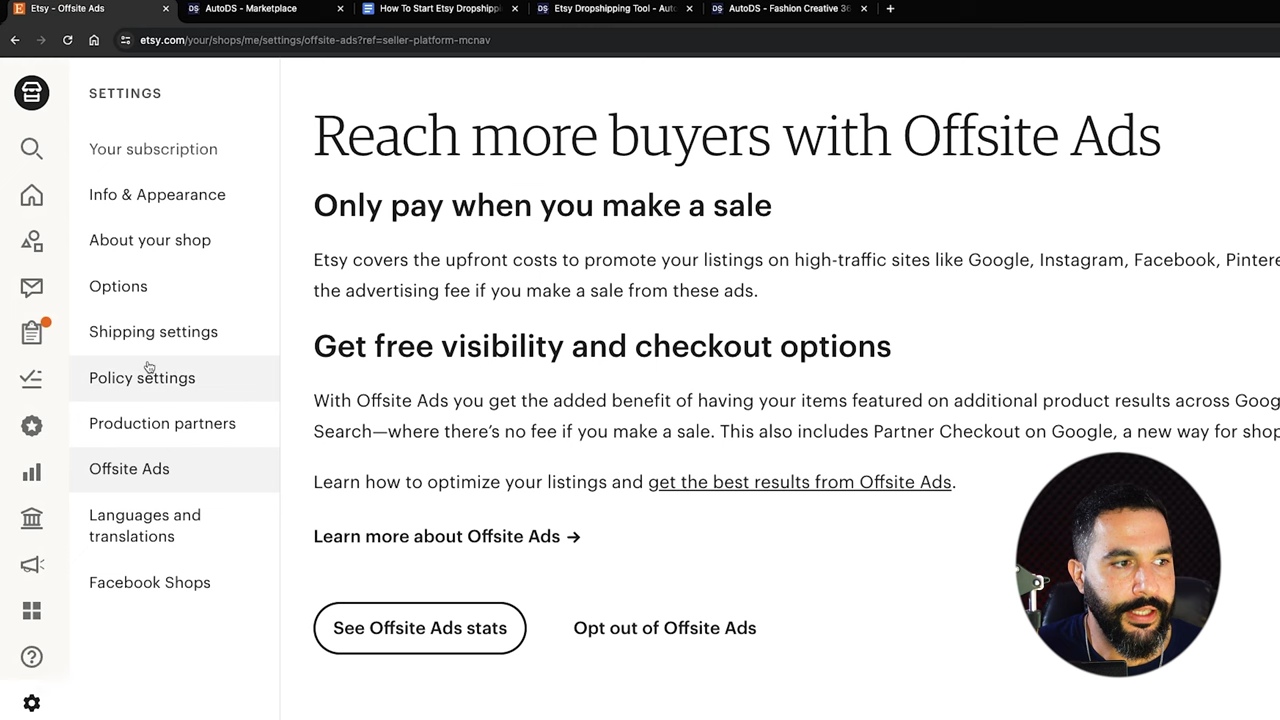 Etsy - Offsite Ads
AutoDS - Marketplace
How To Start Etsy Dropshippi
Etsy Dropshipping Tool - Auto
AutoDS - Fashion Creative 36
etsy.com/your/shops/me/settings/offsite-ads?ref=seller-platform-mcnav
SETTINGS
Your subscription
Info & Appearance
About your shop
Options
Shipping settings
Policy settings
Production partners
Offsite Ads
Languages and
translations
Facebook Shops
Reach more buyers with Offsite Ads
Only pay when you make a sale
Etsy covers the upfront costs to promote your listings on high-traffic sites like Google, Instagram, Facebook, Pintere
the advertising fee if you make a sale from these ads.
Get free visibility and checkout options
With Offsite Ads you get the added benefit of having your items featured on additional product results across Goog
Search—where there’s no fee if you make a sale. This also includes Partner Checkout on Google, a new way for shop
Learn how to optimize your listings and get the best results from Offsite Ads.
Learn more about Offsite Ads →
See Offsite Ads stats
Opt out of Offsite Ads